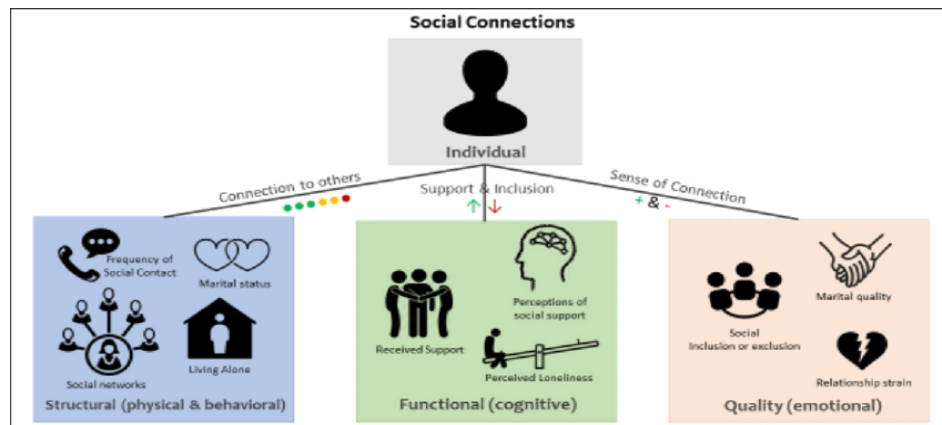 Social Connections
Individual
Connection to others
Support & Inclusion
Sense of Connection
+ & -
Frequency of
Social Contact
Marital status
Social networks
Living Alone
Structural (physical & behavioral)
Received Support
Perceptions of
social support
Perceived Loneliness
Functional (cognitive)
Social
Inclusion or exclusion
Marital quality
Relationship strain
Quality (emotional)